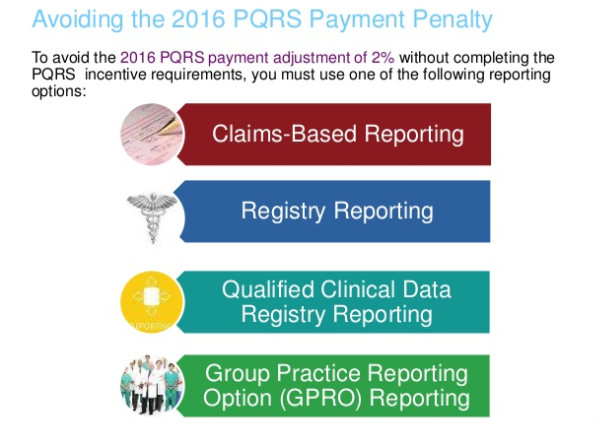 Avoiding the 2016 PQRS Payment Penalty
To avoid the 2016 PQRS payment adjustment of 2% without completing the
PQRS incentive requirements, you must use one of the following reporting
options:
Claims-Based Reporting
Registry Reporting
Qualified Clinical Data
Registry Reporting
Group Practice Reporting
Option (GPRO) Reporting